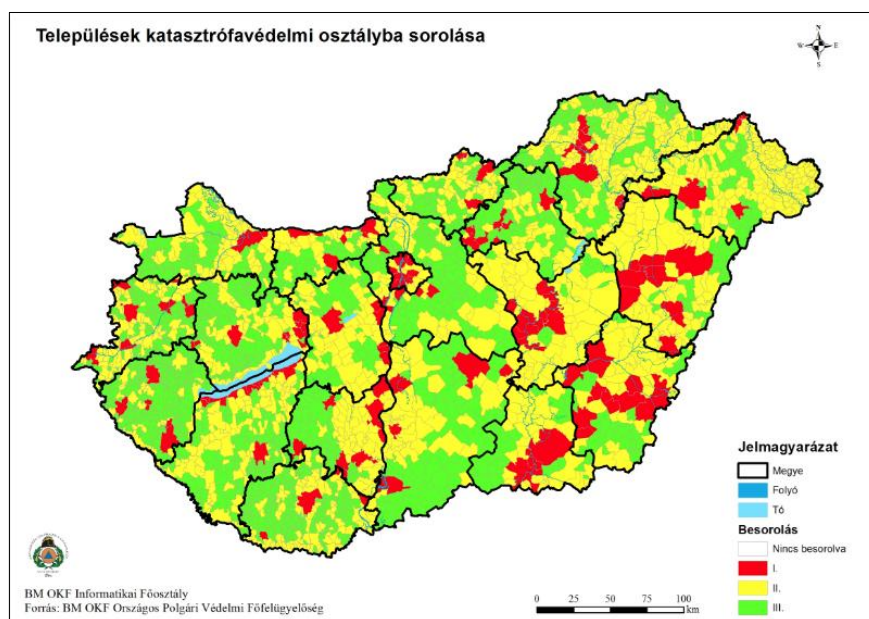 Települések katasztrófavédelmi osztályba sorolása
N
W E
S
Jelmagyarázat
Megye
Folyó
Tó
Besorolás
Nincs besorolva
I.
II.
III.
BM OKF Informatikai Főosztály
Forrás: BM OKF Országos Polgári Védelmi Főfelügyelőség
0 25 50 75 100
km